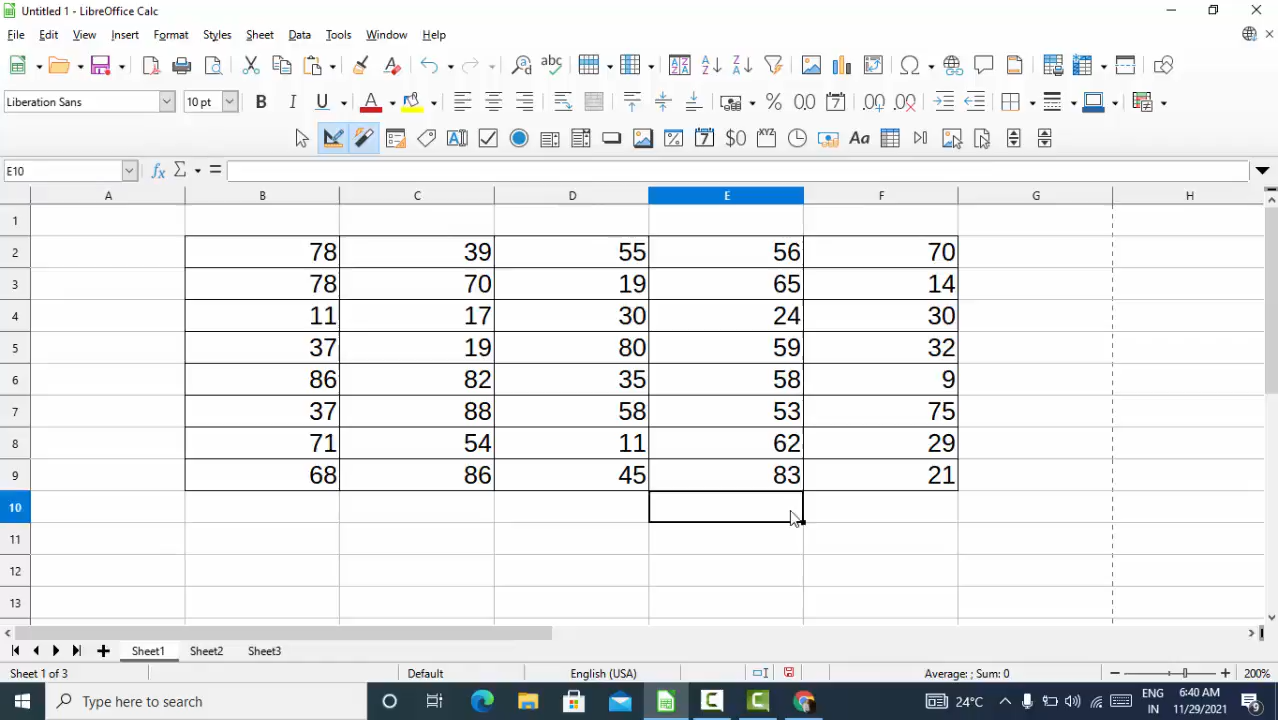 Untitled 1 - LibreOffice Calc
File Edit View Insert Format Styles Sheet Data Tools Window Help
Liberation Sans 10 pt
E10
A B C D E F G H
1
2 78 39 55 56 70
3 78 70 19 65 14
4 11 17 30 24 30
5 37 19 80 59 32
6 86 82 35 58 9
7 37 88 58 53 75
8 71 54 11 62 29
9 68 86 45 83 21
10
11
12
13
Sheet1 Sheet2 Sheet3
Sheet 1 of 3 Default English (USA) Average: ; Sum: 0 200%
Type here to search 24°C ENG 6:40 AM
IN 11/29/2021 9